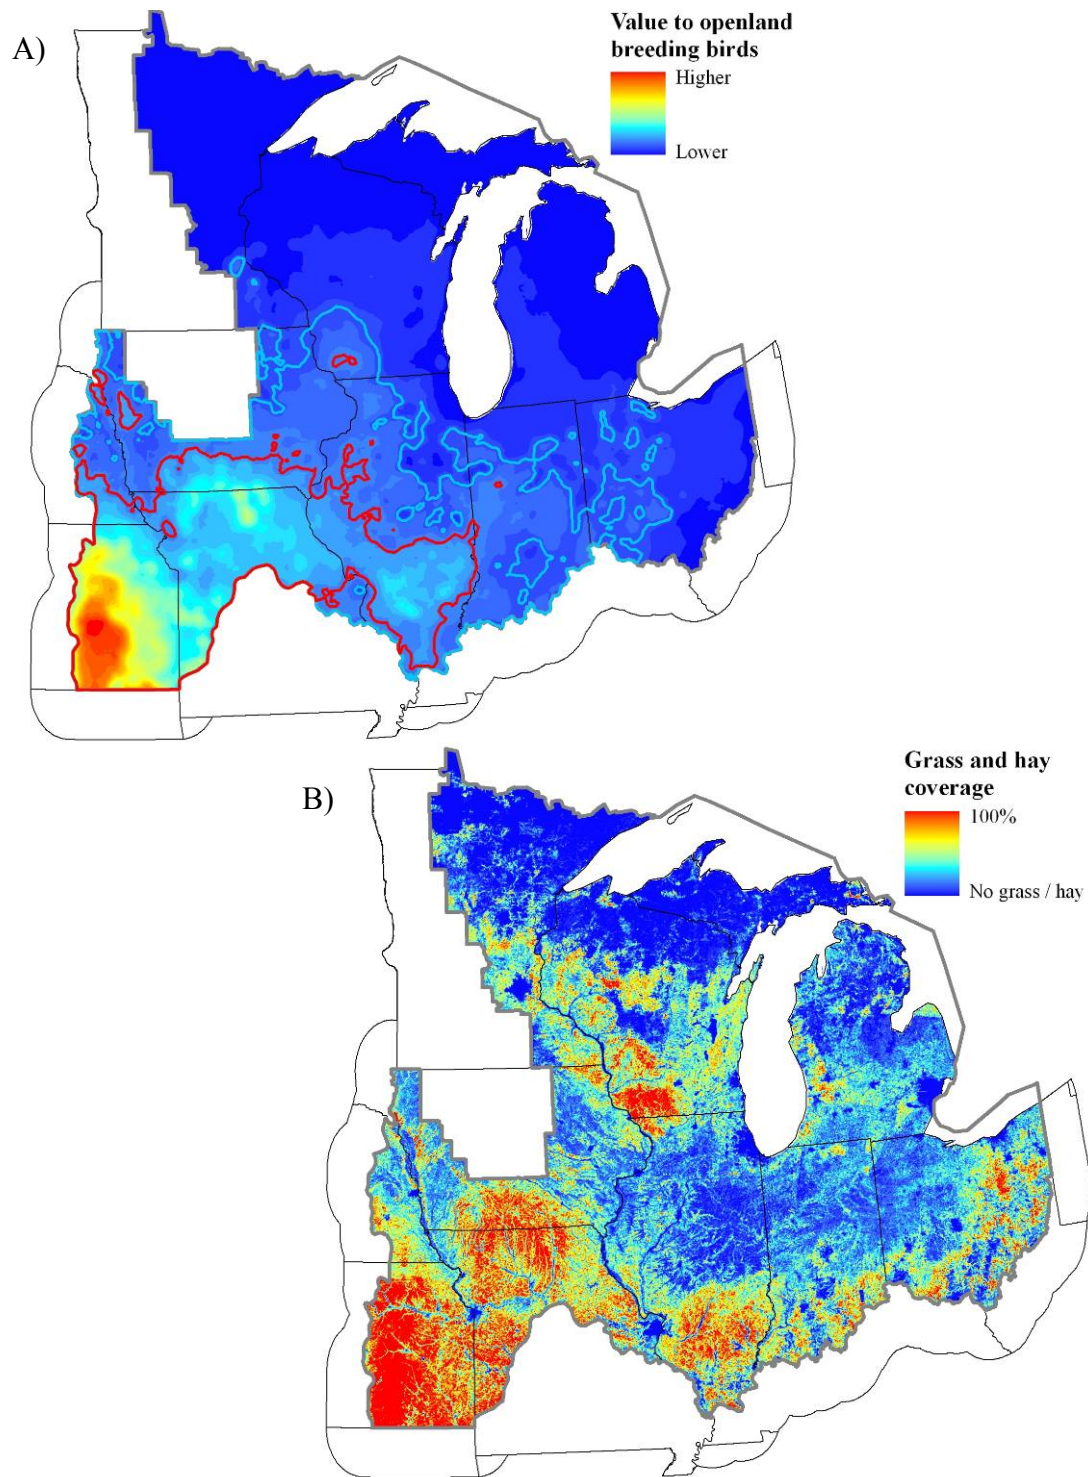 A)
Value to openland
breeding birds
Higher
Lower
B)
Grass and hay
coverage
100%
No grass / hay